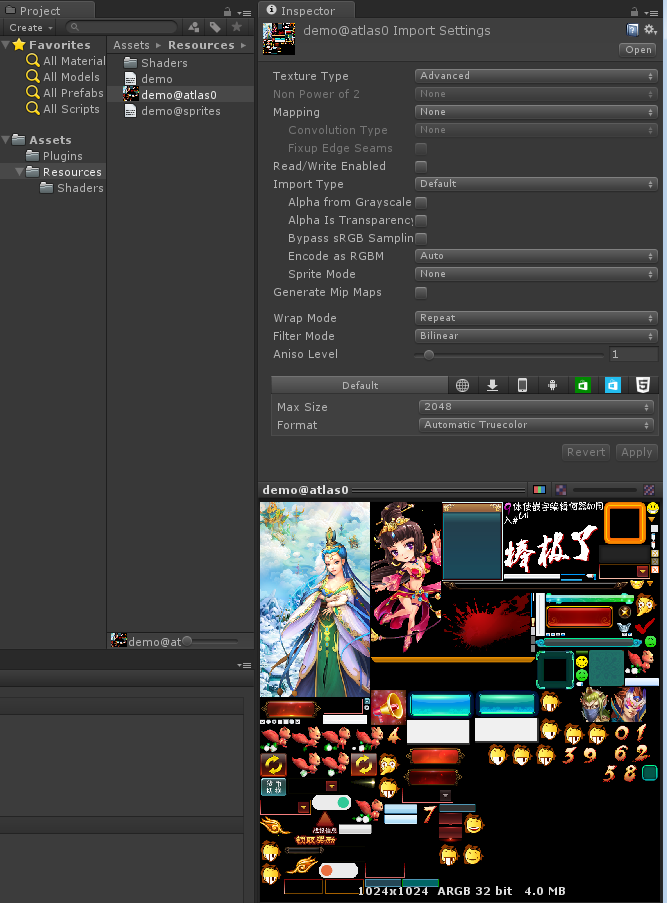 Project
Create
Favorites
All Material
All Models
All Prefabs
All Scripts
Assets
Plugins
Resources
Shaders
Assets ▸ Resources ▸
Shaders
demo
demo@atlas0
demo@sprites
demo@at
Inspector
demo@atlas0 Import Settings
Open
Texture Type Advanced
Non Power of 2 None
Mapping None
Convolution Type None
Fixup Edge Seams
Read/Write Enabled
Import Type Default
Alpha from Grayscale
Alpha Is Transparency
Bypass sRGB Samplin
Encode as RGBM Auto
Sprite Mode None
Generate Mip Maps
Wrap Mode Repeat
Filter Mode Bilinear
Aniso Level 1
Default
Max Size 2048
Format Automatic Truecolor
Revert Apply
demo@atlas0
棒极了
0 1
3 9 6 2
5 8
7
领取奖励
1024x1024 ARGB 32 bit 4.0 MB